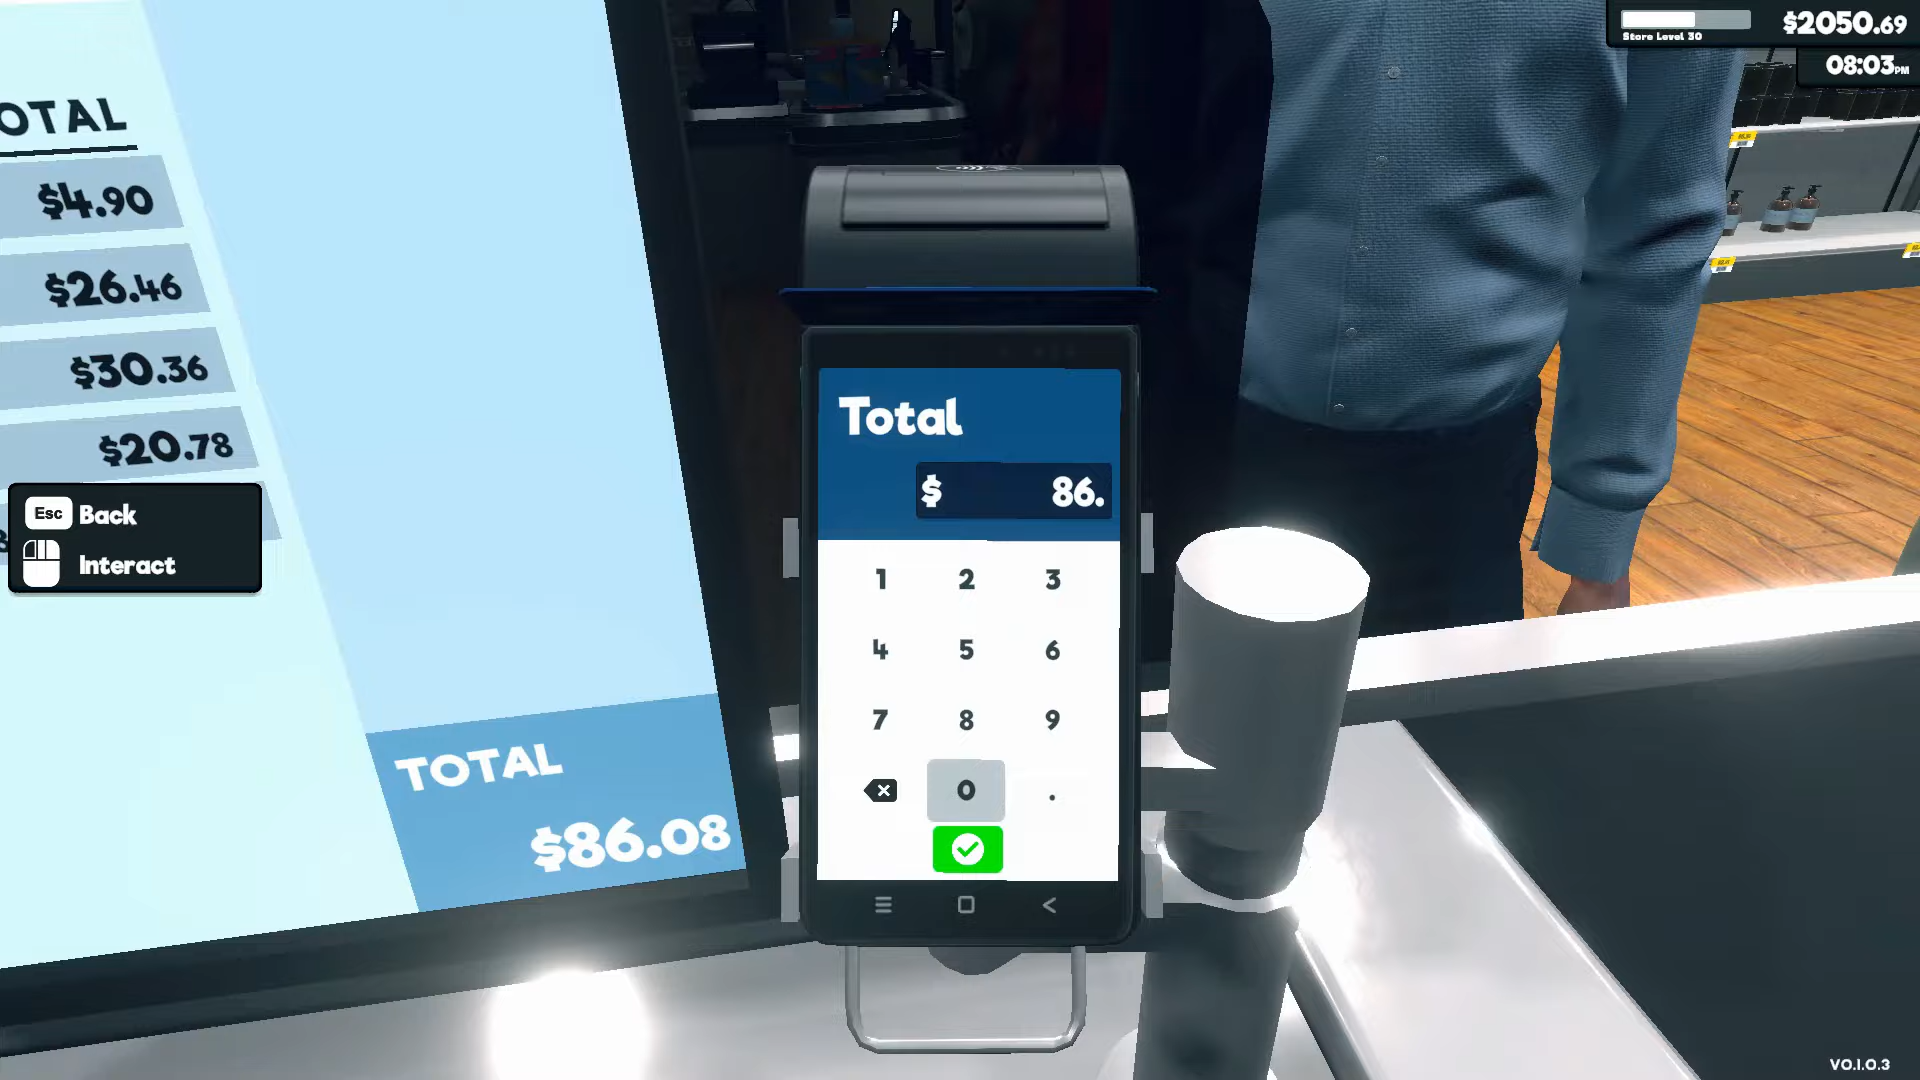 $2050.69
Store Level 30
08:03PM
OTAL
$4.90
$26.46
$30.36
$20.78
Esc Back
Interact
TOTAL
$86.08
Total
$ 86.
1 2 3
4 5 6
7 8 9
0 .
V0.1.0.3